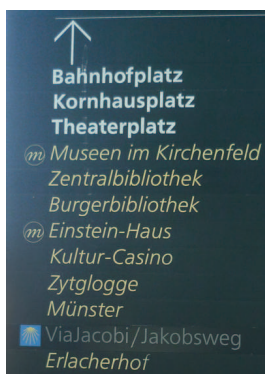 Bahnhofplatz
Kornhausplatz
Theaterplatz
m Museen im Kirchenfeld
Zentralbibliothek
Burgerbibliothek
m Einstein-Haus
Kultur-Casino
Zytglogge
Münster
ViaJacobi/Jakobsweg
Erlacherhof